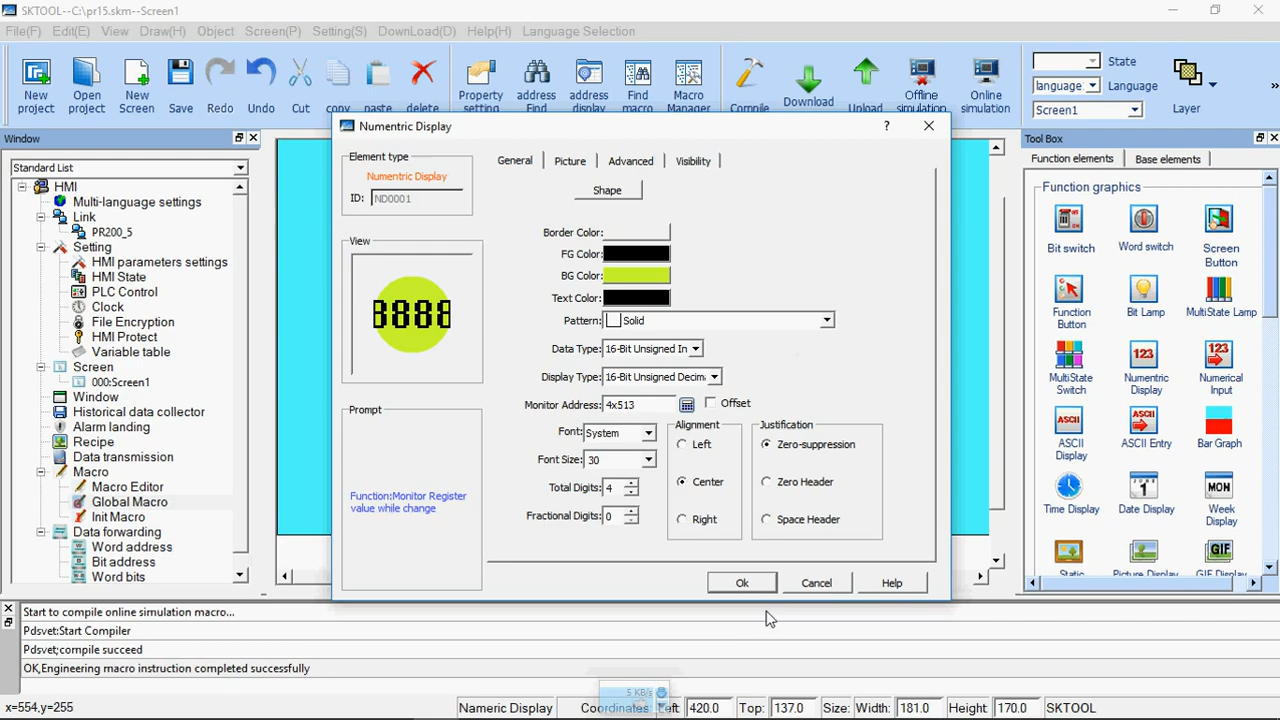 SKTOOL--C:\pr15.skm--Screen1
File(F) Edit(E) View Draw(H) Object Screen(P) Setting(S) DownLoad(D) Help(H) Language Selection
New project
Open project
New Screen
Save
Redo
Undo
Cut
copy
paste
delete
Property setting
address Find
address display
Find macro
Macro Manager
Compile
Download
Upload
Offline simulation
Online simulation
State
language Language
Screen1
Layer
»
Window
Standard List
HMI
Multi-language settings
Link
PR200_5
Setting
HMI parameters settings
HMI State
PLC Control
Clock
File Encryption
HMI Protect
Variable table
Screen
000:Screen1
Window
Historical data collector
Alarm landing
Recipe
Data transmission
Macro
Macro Editor
Global Macro
Init Macro
Data forwarding
Word address
Bit address
Word bits
Numentric Display
?
Element type
Numentric Display
ID: ND0001
View
8888
Prompt
Function:Monitor Register
value while change
General Picture Advanced Visibility
Shape
Border Color:
FG Color:
BG Color:
Text Color:
Pattern: Solid
Data Type: 16-Bit Unsigned In
Display Type: 16-Bit Unsigned Decim
Monitor Address: 4x513 Offset
Font: System
Font Size: 30
Total Digits: 4
Fractional Digits: 0
Alignment
Left
Center
Right
Justification
Zero-suppression
Zero Header
Space Header
Ok Cancel Help
Tool Box
Function elements Base elements
Function graphics
Bit switch
Word switch
Screen Button
Function Button
Bit Lamp
MultiState Lamp
MultiState Switch
123
Numeric Display
123
Numerical Input
ASCII
ASCII Display
ASCII
ASCII Entry
Bar Graph
Time Display
1
Date Display
MON
Week Display
Static
Picture Display
GIF
GIF Display
Start to compile online simulation macro...
Pdsvet:Start Compiler
Pdsvet;compile succeed
OK,Engineering macro instruction completed successfully
5 KB/s
x=554,y=255
Nameric Display Coordinates Left 420.0 Top: 137.0 Size: Width: 181.0 Height 170.0 SKTOOL